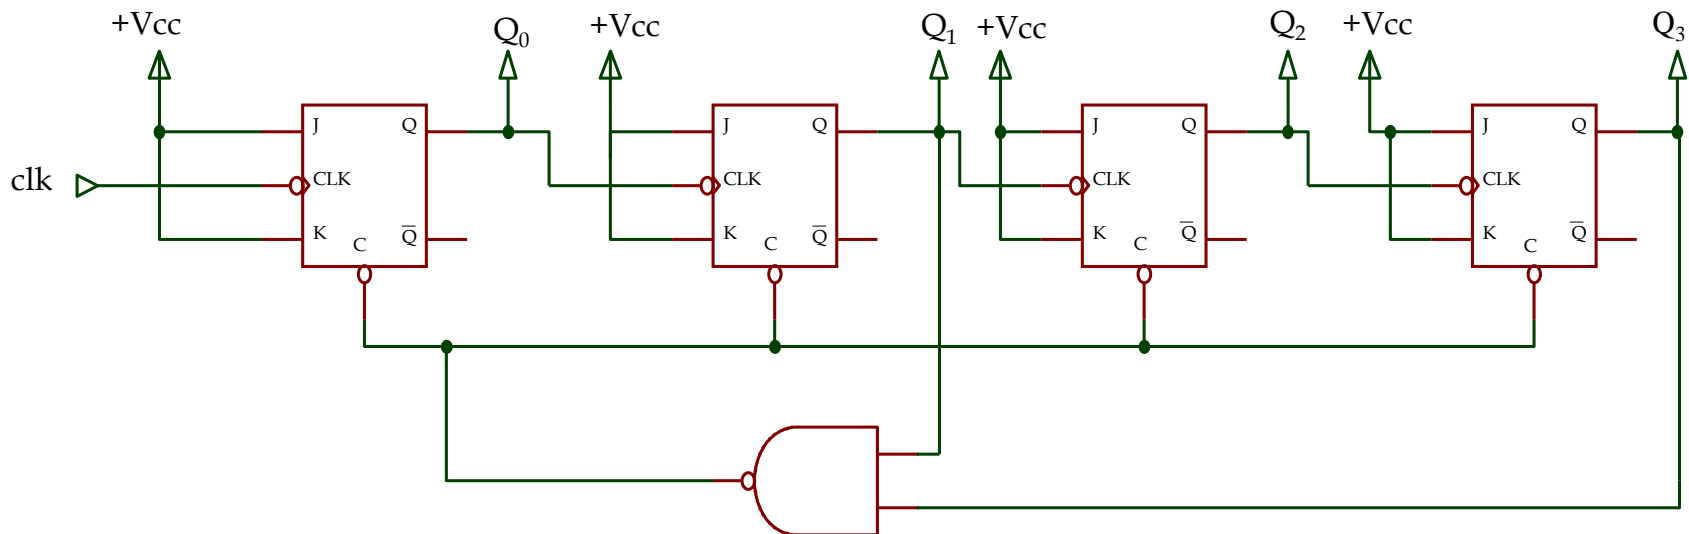 +Vcc Q0 +Vcc Q1 +Vcc Q2 +Vcc Q3
J Q J Q J Q J Q
clk CLK CLK CLK CLK
K C Q̅ K C Q̅ K C Q̅ K C Q̅